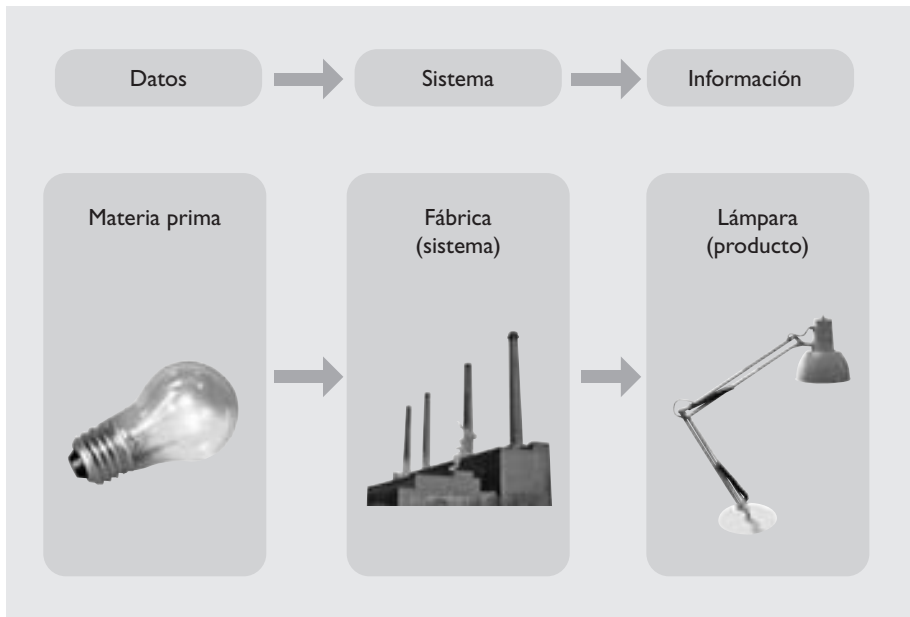 Datos
Sistema
Información
Materia prima
Fábrica
(sistema)
Lámpara
(producto)